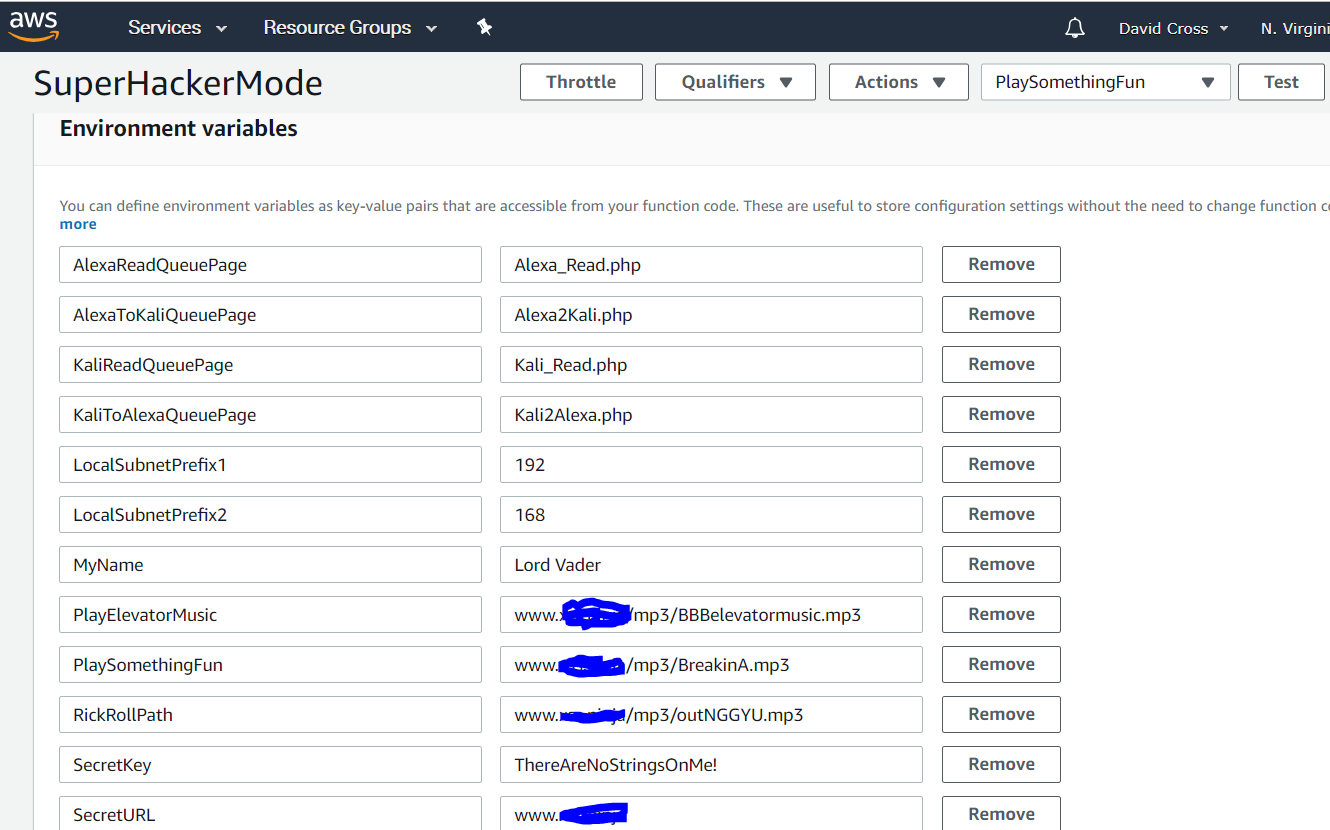 aws Services Resource Groups David Cross N. Virgini
SuperHackerMode Throttle Qualifiers Actions PlaySomethingFun Test
Environment variables
You can define environment variables as key-value pairs that are accessible from your function code. These are useful to store configuration settings without the need to change function c
more
AlexaReadQueuePage Alexa_Read.php Remove
AlexaToKaliQueuePage Alexa2Kali.php Remove
KaliReadQueuePage Kali_Read.php Remove
KaliToAlexaQueuePage Kali2Alexa.php Remove
LocalSubnetPrefix1 192 Remove
LocalSubnetPrefix2 168 Remove
MyName Lord Vader Remove
PlayElevatorMusic www. /mp3/BBBelevatormusic.mp3 Remove
PlaySomethingFun www. /mp3/BreakinA.mp3 Remove
RickRollPath www. /mp3/outNGGYU.mp3 Remove
SecretKey ThereAreNoStringsOnMe! Remove
SecretURL www. Remove